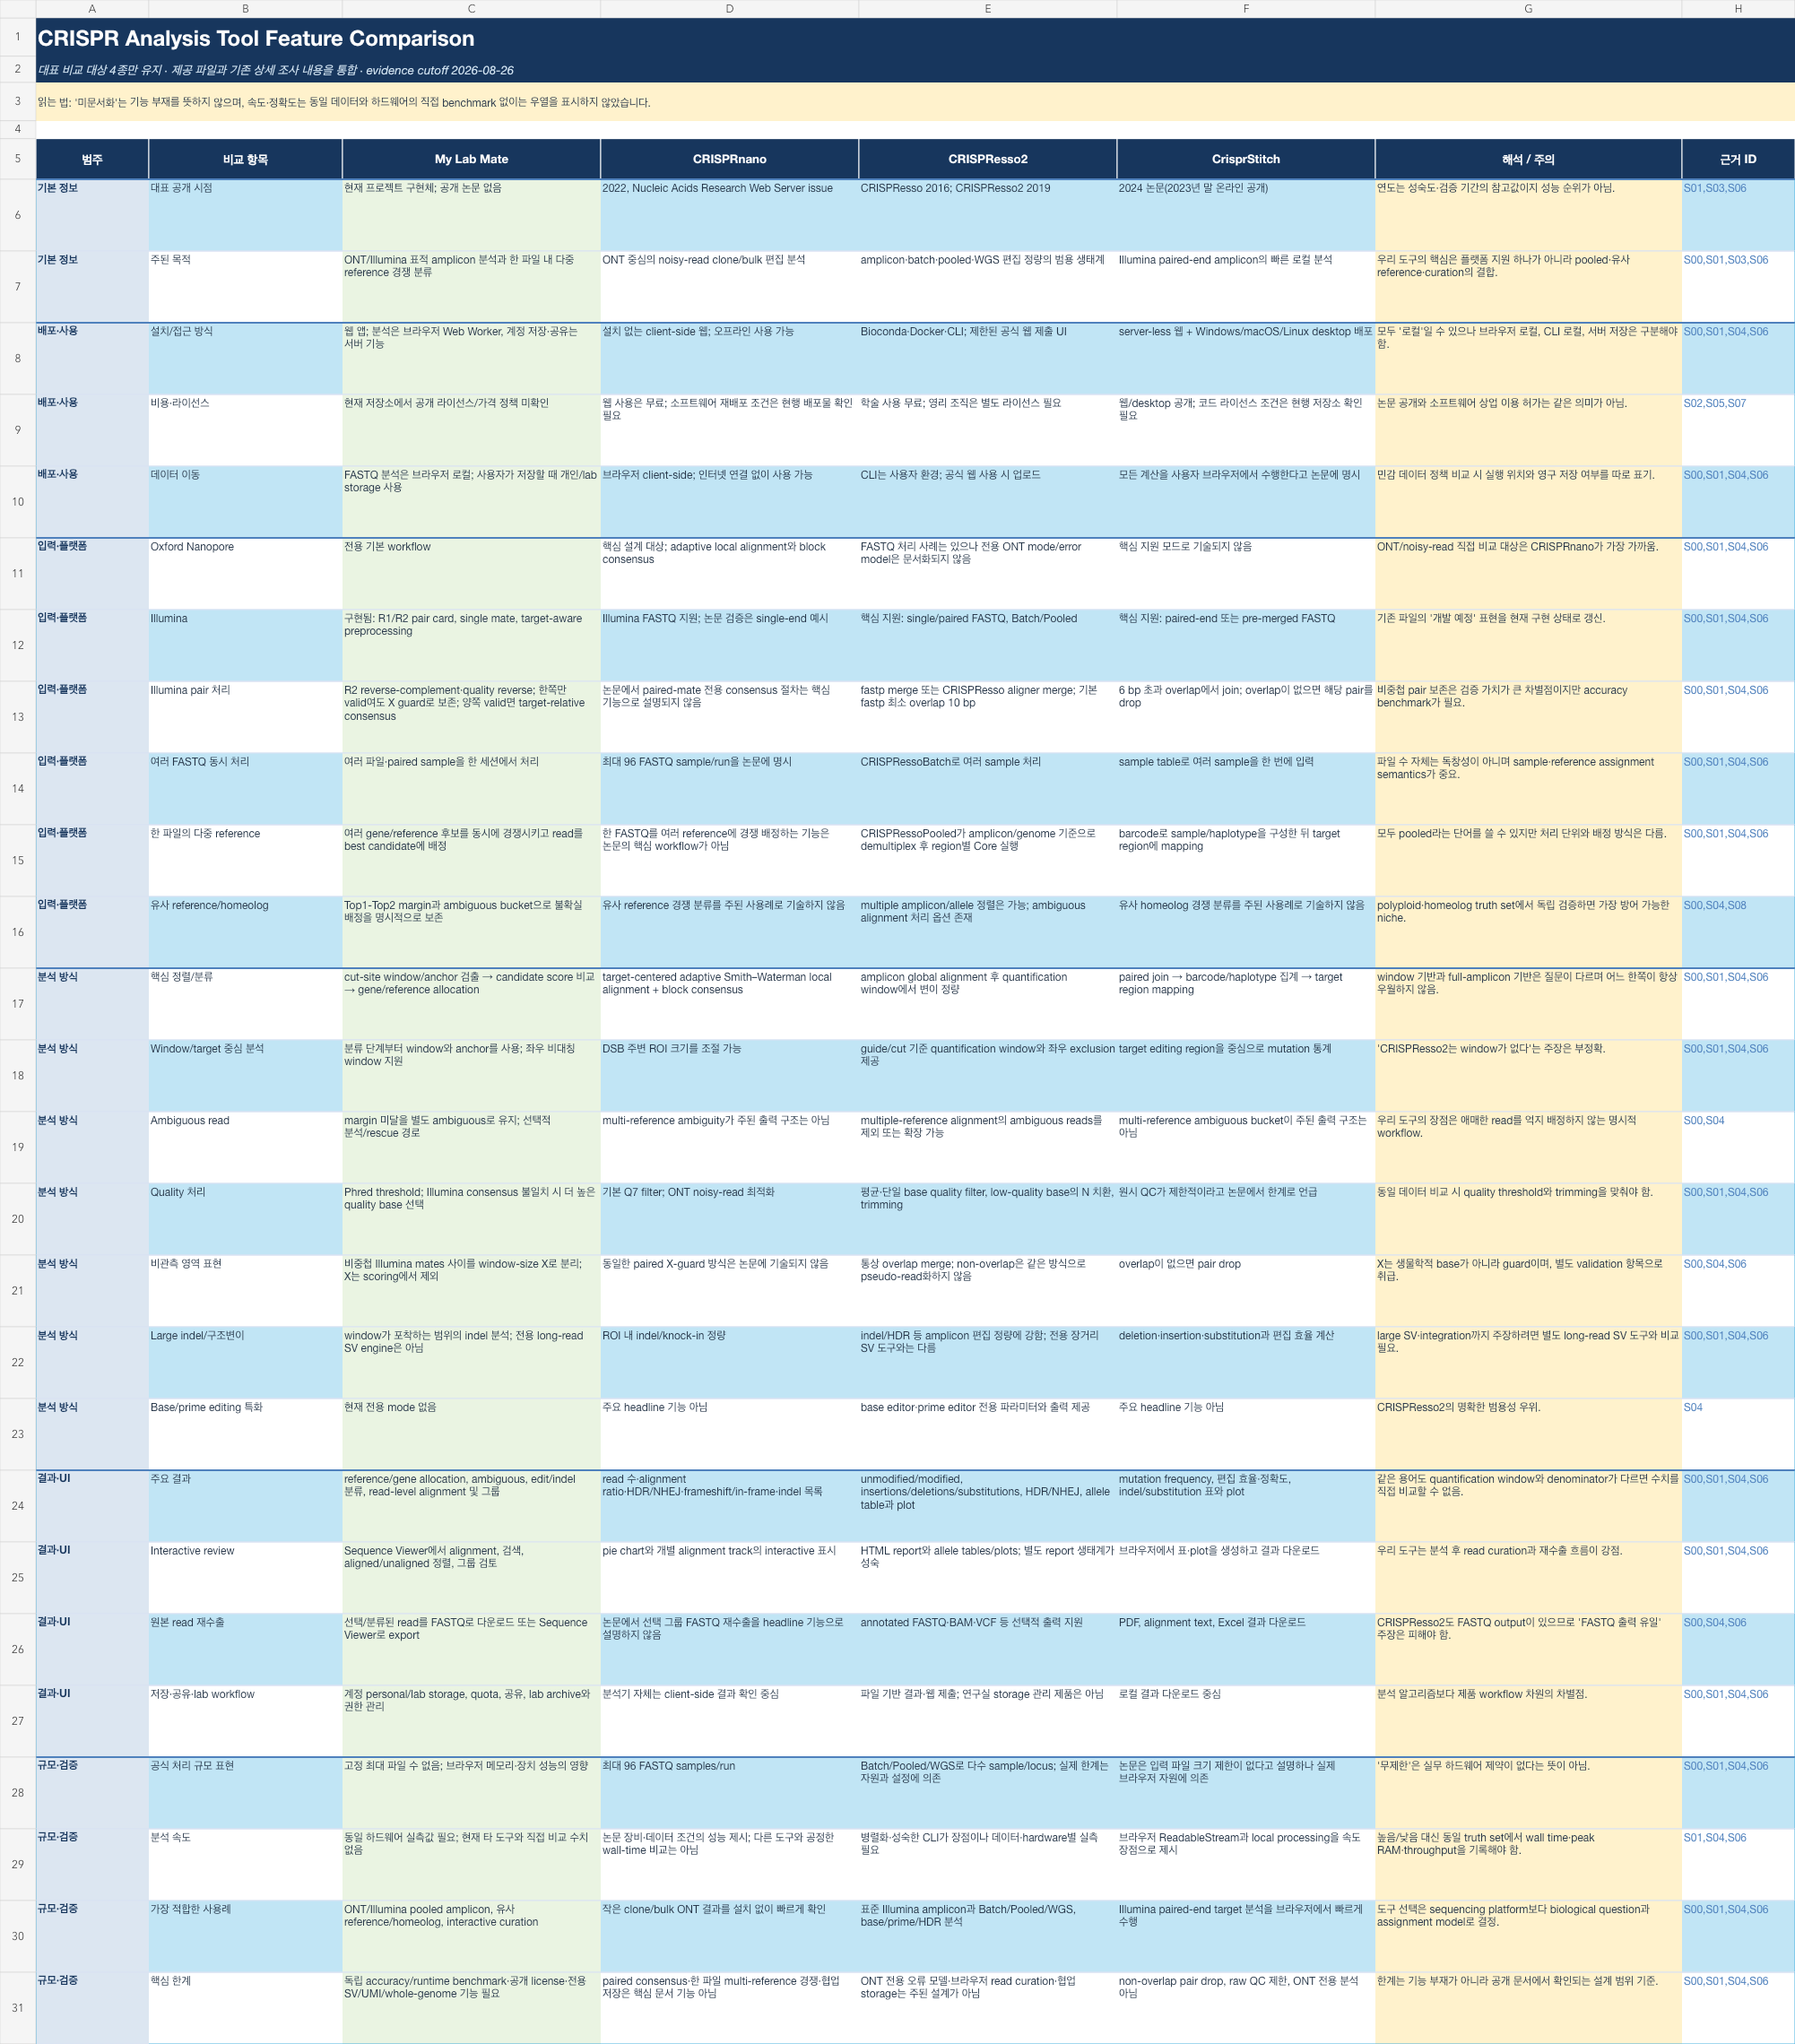 A B C D E F G H
1 CRISPR Analysis Tool Feature Comparison
2 대표 비교 대상 4종만 유지 · 제공 파일과 기존 상세 조사 내용을 통합 · evidence cutoff 2026-08-26
3 읽는 법: '미문서화'는 기능 부재를 뜻하지 않으며, 속도·정확도는 동일 데이터와 하드웨어의 직접 benchmark 없이는 우열을 표시하지 않았습니다.
4
5 범주 비교 항목 My Lab Mate CRISPRnano CRISPResso2 CrisprStitch 해석 / 주의 근거 ID
6 기본 정보 대표 공개 시점 현재 프로젝트 구현체; 공개 논문 없음 2022, Nucleic Acids Research Web Server issue CRISPResso 2016; CRISPResso2 2019 2024 논문(2023년 말 온라인 공개) 연도는 성숙도·검증 기간의 참고값이지 성능 순위가 아님. S01,S03,S06
7 기본 정보 주된 목적 ONT/Illumina 표적 amplicon 분석과 한 파일 내 다중
reference 경쟁 분류 ONT 중심의 noisy-read clone/bulk 편집 분석 amplicon·batch·pooled·WGS 편집 정량의 범용 생태계 Illumina paired-end amplicon의 빠른 로컬 분석 우리 도구의 핵심은 플랫폼 지원 하나가 아니라 pooled·유사
reference·curation의 결합. S00,S01,S03,S06
8 배포·사용 설치/접근 방식 웹 앱; 분석은 브라우저 Web Worker, 계정 저장·공유는
서버 기능 설치 없는 client-side 웹; 오프라인 사용 가능 Bioconda·Docker·CLI; 제한된 공식 웹 제출 UI server-less 웹 + Windows/macOS/Linux desktop 배포 모두 '로컬'일 수 있으나 브라우저 로컬, CLI 로컬, 서버 저장은 구분해야
함. S00,S01,S04,S06
9 배포·사용 비용·라이선스 현재 저장소에서 공개 라이선스/가격 정책 미확인 웹 사용은 무료; 소프트웨어 재배포 조건은 현행 배포물 확인
필요 학술 사용 무료; 영리 조직은 별도 라이선스 필요 웹/desktop 공개; 코드 라이선스 조건은 현행 저장소 확인
필요 논문 공개와 소프트웨어 상업 이용 허가는 같은 의미가 아님. S02,S05,S07
10 배포·사용 데이터 이동 FASTQ 분석은 브라우저 로컬; 사용자가 저장할 때 개인/lab
storage 사용 브라우저 client-side; 인터넷 연결 없이 사용 가능 CLI는 사용자 환경; 공식 웹 사용 시 업로드 모든 계산을 사용자 브라우저에서 수행한다고 논문에 명시 민감 데이터 정책 비교 시 실행 위치와 영구 저장 여부를 따로 표기. S00,S01,S04,S06
11 입력·플랫폼 Oxford Nanopore 전용 기본 workflow 핵심 설계 대상; adaptive local alignment와 block
consensus FASTQ 처리 사례는 있으나 전용 ONT mode/error
model은 문서화되지 않음 핵심 지원 모드로 기술되지 않음 ONT/noisy-read 직접 비교 대상은 CRISPRnano가 가장 가까움. S00,S01,S04,S06
12 입력·플랫폼 Illumina 구현됨: R1/R2 pair card, single mate, target-aware
preprocessing Illumina FASTQ 지원; 논문 검증은 single-end 예시 핵심 지원: single/paired FASTQ, Batch/Pooled 핵심 지원: paired-end 또는 pre-merged FASTQ 기존 파일의 '개발 예정' 표현을 현재 구현 상태로 갱신. S00,S01,S04,S06
13 입력·플랫폼 Illumina pair 처리 R2 reverse-complement·quality reverse; 한쪽만
valid여도 X guard로 보존; 양쪽 valid면 target-relative
consensus 논문에서 paired-mate 전용 consensus 절차는 핵심
기능으로 설명되지 않음 fastp merge 또는 CRISPResso aligner merge; 기본
fastp 최소 overlap 10 bp 6 bp 초과 overlap에서 join; overlap이 없으면 해당 pair를
drop 비중첩 pair 보존은 검증 가치가 큰 차별점이지만 accuracy
benchmark가 필요. S00,S01,S04,S06
14 입력·플랫폼 여러 FASTQ 동시 처리 여러 파일·paired sample을 한 세션에서 처리 최대 96 FASTQ sample/run을 논문에 명시 CRISPRessoBatch로 여러 sample 처리 sample table로 여러 sample을 한 번에 입력 파일 수 자체는 독창성이 아니며 sample-reference assignment
semantics가 중요. S00,S01,S04,S06
15 입력·플랫폼 한 파일의 다중 reference 여러 gene/reference 후보를 동시에 경쟁시키고 read를
best candidate에 배정 한 FASTQ를 여러 reference에 경쟁 배정하는 기능은
논문의 핵심 workflow가 아님 CRISPRessoPooled가 amplicon/genome 기준으로
demultiplex 후 region별 Core 실행 barcode로 sample/haplotype을 구성한 뒤 target
region에 mapping 모두 pooled라는 단어를 쓸 수 있지만 처리 단위와 배정 방식은 다름. S00,S01,S04,S06
16 입력·플랫폼 유사 reference/homeolog Top1-Top2 margin과 ambiguous bucket으로 불확실
배정을 명시적으로 보존 유사 reference 경쟁 분류를 주된 사용례로 기술하지 않음 multiple amplicon/allele 정렬은 가능; ambiguous
alignment 처리 옵션 존재 유사 homeolog 경쟁 분류를 주된 사용례로 기술하지 않음 polyploid·homeolog truth set에서 독립 검증하면 가장 방어 가능한
niche. S00,S04,S08
17 분석 방식 핵심 정렬/분류 cut-site window/anchor 검출 → candidate score 비교
→ gene/reference allocation target-centered adaptive Smith–Waterman local
alignment + block consensus amplicon global alignment 후 quantification
window에서 변이 정량 paired join → barcode/haplotype 집계 → target
region mapping window 기반과 full-amplicon 기반은 질문이 다르며 어느 한쪽이 항상
우월하지 않음. S00,S01,S04,S06
18 분석 방식 Window/target 중심 분석 분류 단계부터 window와 anchor를 사용; 좌우 비대칭
window 지원 DSB 주변 ROI 크기를 조절 가능 guide/cut 기준 quantification window와 좌우 exclusion
제공 target editing region을 중심으로 mutation 통계 'CRISPResso2는 window가 없다'는 주장은 부정확. S00,S01,S04,S06
19 분석 방식 Ambiguous read margin 미달을 별도 ambiguous로 유지; 선택적
분석/rescue 경로 multi-reference ambiguity가 주된 출력 구조는 아님 multiple-reference alignment의 ambiguous reads를
제외 또는 확장 가능 multi-reference ambiguous bucket이 주된 출력 구조는
아님 우리 도구의 장점은 애매한 read를 억지 배정하지 않는 명시적
workflow. S00,S04
20 분석 방식 Quality 처리 Phred threshold; Illumina consensus 불일치 시 더 높은
quality base 선택 기본 Q7 filter; ONT noisy-read 최적화 평균·단일 base quality filter, low-quality base의 N 치환,
trimming 원시 QC가 제한적이라고 논문에서 한계로 언급 동일 데이터 비교 시 quality threshold와 trimming을 맞춰야 함. S00,S01,S04,S06
21 분석 방식 비관측 영역 표현 비중첩 Illumina mates 사이를 window-size X로 분리;
X는 scoring에서 제외 동일한 paired X-guard 방식은 논문에 기술되지 않음 통상 overlap merge; non-overlap은 같은 방식으로
pseudo-read화하지 않음 overlap이 없으면 pair drop X는 생물학적 base가 아니라 guard이며, 별도 validation 항목으로
취급. S00,S04,S06
22 분석 방식 Large indel/구조변이 window가 포착하는 범위의 indel 분석; 전용 long-read
SV engine은 아님 ROI 내 indel/knock-in 정량 indel/HDR 등 amplicon 편집 정량에 강함; 전용 장거리
SV 도구와는 다름 deletion·insertion·substitution과 편집 효율 계산 large SV·integration까지 주장하려면 별도 long-read SV 도구와 비교
필요. S00,S01,S04,S06
23 분석 방식 Base/prime editing 특화 현재 전용 mode 없음 주요 headline 기능 아님 base editor·prime editor 전용 파라미터와 출력 제공 주요 headline 기능 아님 CRISPResso2의 명확한 범용성 우위. S04
24 결과·UI 주요 결과 reference/gene allocation, ambiguous, edit/indel
분류, read-level alignment 및 그룹 read 수·alignment
ratio·HDR/NHEJ·frameshift/in-frame·indel 목록 unmodified/modified,
insertions/deletions/substitutions, HDR/NHEJ, allele
table과 plot mutation frequency, 편집 효율·정확도,
indel/substitution 표와 plot 같은 용어도 quantification window와 denominator가 다르면 수치를
직접 비교할 수 없음. S00,S01,S04,S06
25 결과·UI Interactive review Sequence Viewer에서 alignment, 검색,
aligned/unaligned 정렬, 그룹 검토 pie chart와 개별 alignment track의 interactive 표시 HTML report와 allele tables/plots; 별도 report 생태계가
성숙 브라우저에서 표·plot을 생성하고 결과 다운로드 우리 도구는 분석 후 read curation과 재수출 흐름이 강점. S00,S01,S04,S06
26 결과·UI 원본 read 재수출 선택/분류된 read를 FASTQ로 다운로드 또는 Sequence
Viewer로 export 논문에서 선택 그룹 FASTQ 재수출을 headline 기능으로
설명하지 않음 annotated FASTQ·BAM·VCF 등 선택적 출력 지원 PDF, alignment text, Excel 결과 다운로드 CRISPResso2도 FASTQ output이 있으므로 'FASTQ 출력 유일'
주장은 피해야 함. S00,S04,S06
27 결과·UI 저장·공유·lab workflow 계정 personal/lab storage, quota, 공유, lab archive와
권한 관리 분석기 자체는 client-side 결과 확인 중심 파일 기반 결과·웹 제출; 연구실 storage 관리 제품은 아님 로컬 결과 다운로드 중심 분석 알고리즘보다 제품 workflow 차원의 차별점. S00,S01,S04,S06
28 규모·검증 공식 처리 규모 표현 고정 최대 파일 수 없음; 브라우저 메모리·장치 성능의 영향 최대 96 FASTQ samples/run Batch/Pooled/WGS로 다수 sample/locus; 실제 한계는
자원과 설정에 의존 논문은 입력 파일 크기 제한이 없다고 설명하나 실제
브라우저 자원에 의존 '무제한'은 실무 하드웨어 제약이 없다는 뜻이 아님. S00,S01,S04,S06
29 규모·검증 분석 속도 동일 하드웨어 실측값 필요; 현재 타 도구와 직접 비교 수치
없음 논문 장비·데이터 조건의 성능 제시; 다른 도구와 공정한
wall-time 비교는 아님 병렬화·성숙한 CLI가 장점이나 데이터·hardware별 실측
필요 브라우저 ReadableStream과 local processing을 속도
장점으로 제시 높음/낮음 대신 동일 truth set에서 wall time·peak
RAM·throughput을 기록해야 함. S01,S04,S06
30 규모·검증 가장 적합한 사용례 ONT/Illumina pooled amplicon, 유사
reference/homeolog, interactive curation 작은 clone/bulk ONT 결과를 설치 없이 빠르게 확인 표준 Illumina amplicon과 Batch/Pooled/WGS,
base/prime/HDR 분석 Illumina paired-end target 분석을 브라우저에서 빠르게
수행 도구 선택은 sequencing platform보다 biological question과
assignment model로 결정. S00,S01,S04,S06
31 규모·검증 핵심 한계 독립 accuracy/runtime benchmark·공개 license·전용
SV/UMI/whole-genome 기능 필요 paired consensus·한 파일 multi-reference 경쟁·협업
저장은 핵심 문서 기능 아님 ONT 전용 오류 모델·브라우저 read curation·협업
storage는 주된 설계가 아님 non-overlap pair drop, raw QC 제한, ONT 전용 분석
아님 한계는 기능 부재가 아니라 공개 문서에서 확인되는 설계 범위 기준. S00,S01,S04,S06